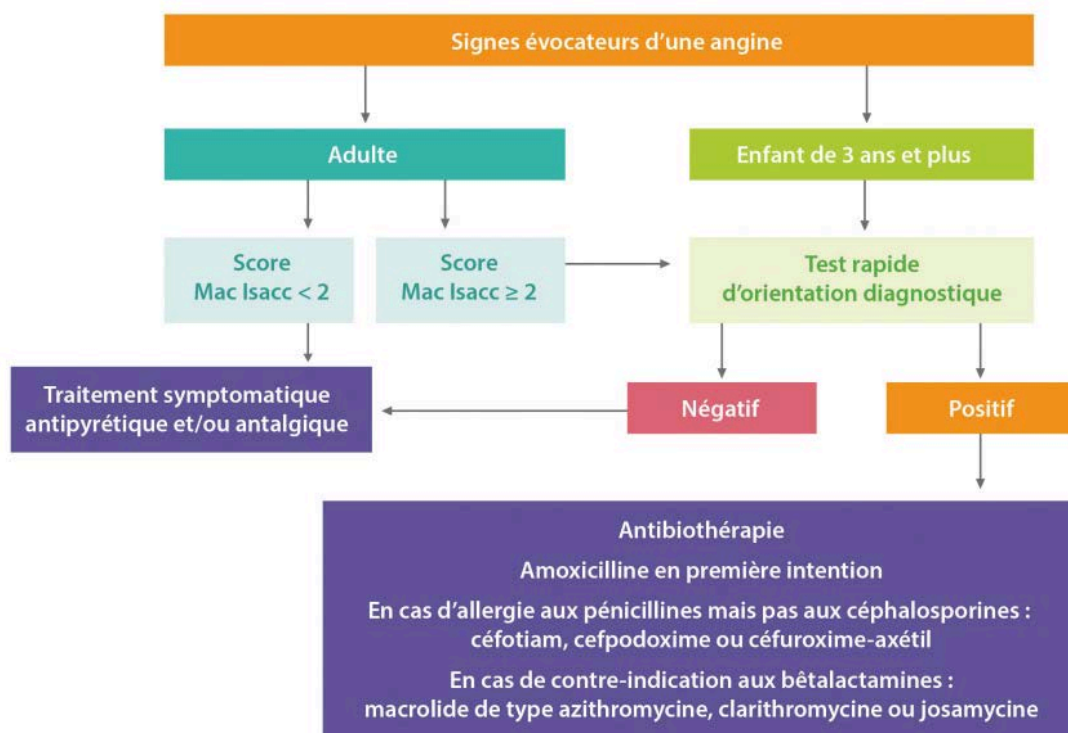 Signes évocateurs d’une angine
Adulte
Enfant de 3 ans et plus
Score
Mac Isacc < 2
Score
Mac Isacc ≥ 2
Test rapide
d’orientation diagnostique
Traitement symptomatique
antipyrétique et/ou antalgique
Négatif
Positif
Antibiothérapie
Amoxicilline en première intention
En cas d’allergie aux pénicillines mais pas aux céphalosporines :
céfotiam, cefpodoxime ou céfuroxime-axétil
En cas de contre-indication aux bêtalactamines :
macrolide de type azithromycine, clarithromycine ou josamycine